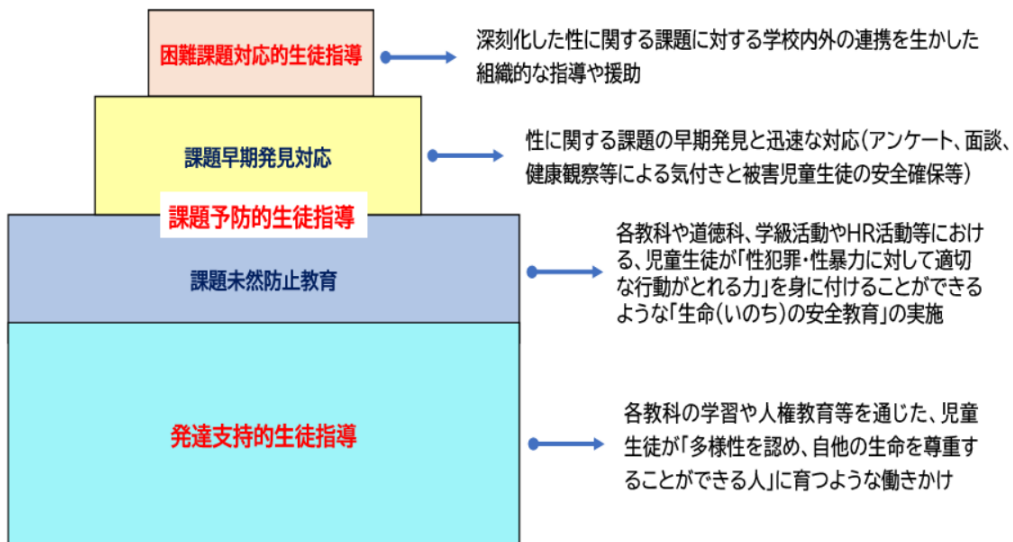 困難課題対応的生徒指導
深刻化した性に関する課題に対する学校内外の連携を生かした
組織的な指導や援助
課題早期発見対応
性に関する課題の早期発見と迅速な対応(アンケート、面談、
健康観察等による気付きと被害児童生徒の安全確保等)
課題予防的生徒指導
課題未然防止教育
各教科や道徳科、学級活動やHR活動等におけ
る、児童生徒が「性犯罪・性暴力に対して適切
な行動がとれる力」を身に付けることができる
ような「生命(いのち)の安全教育」の実施
発達支持的生徒指導
各教科の学習や人権教育等を通じた、児童
生徒が「多様性を認め、自他の生命を尊重す
ることができる人」に育つような働きかけ